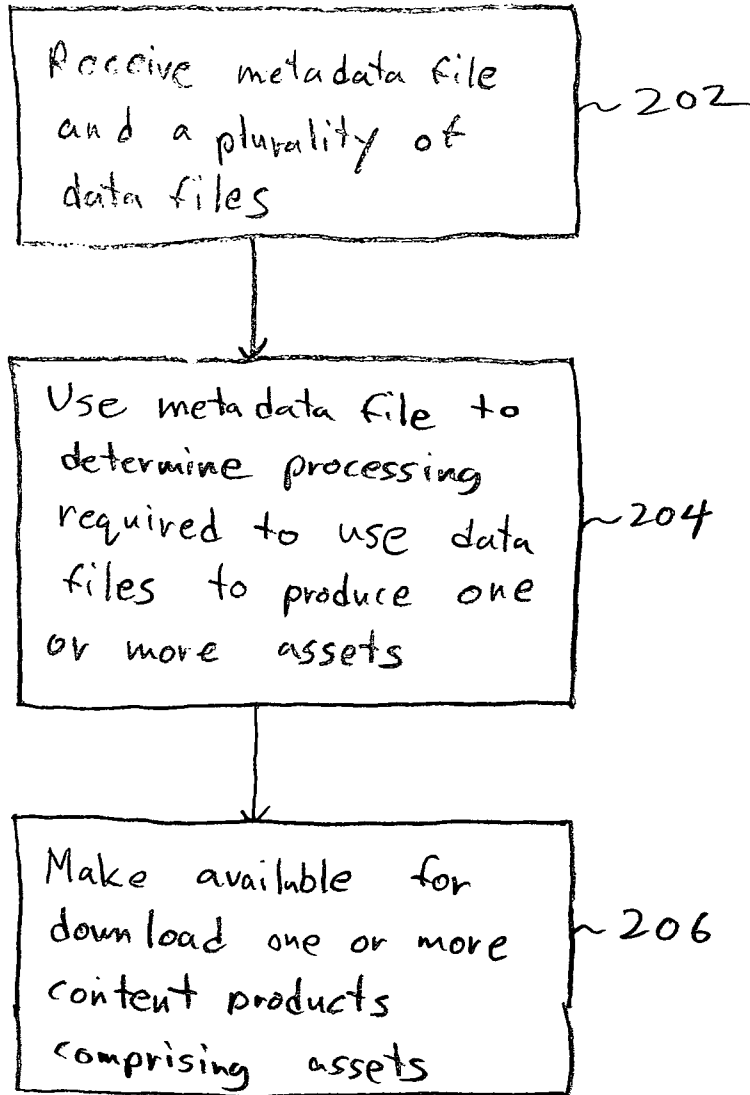 Receive metadata file
and a plurality of
data files
202
Use metadata file to
determine processing
required to use data
files to produce one
or more assets
204
Make available for
download one or more
content products
comprising assets
206